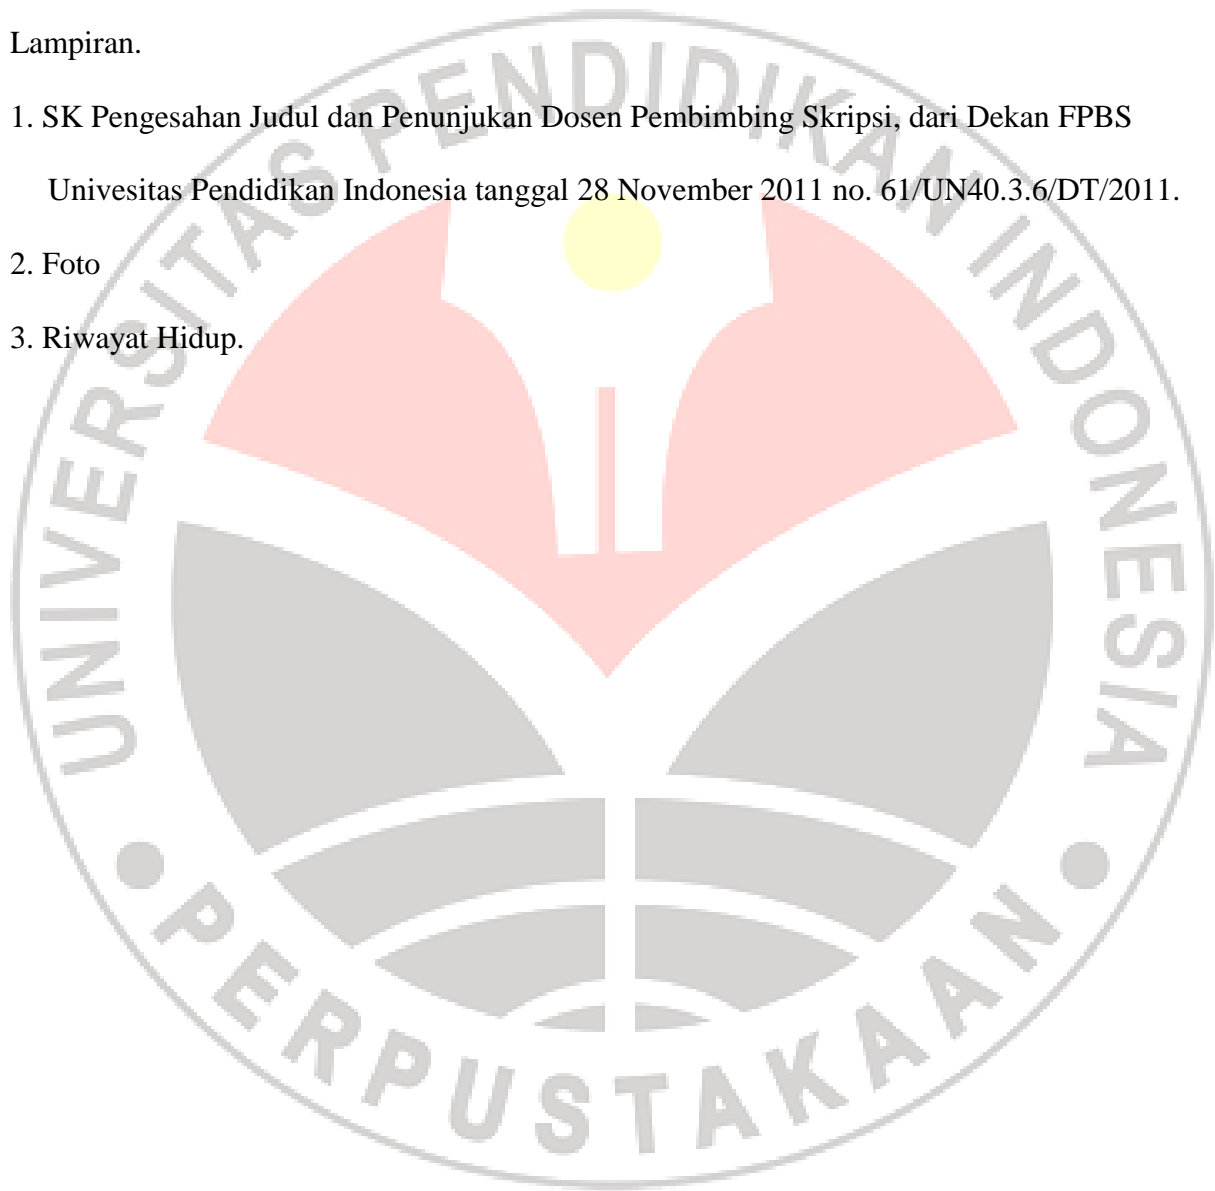 Lampiran.
1. SK Pengesahan Judul dan Penunjukan Dosen Pembimbing Skripsi, dari Dekan FPBS
Univesitas Pendidikan Indonesia tanggal 28 November 2011 no. 61/UN40.3.6/DT/2011.
2. Foto
3. Riwayat Hidup.
UNIVERSITAS PENDIDIKAN INDONESIA
PERPUSTAKAAN